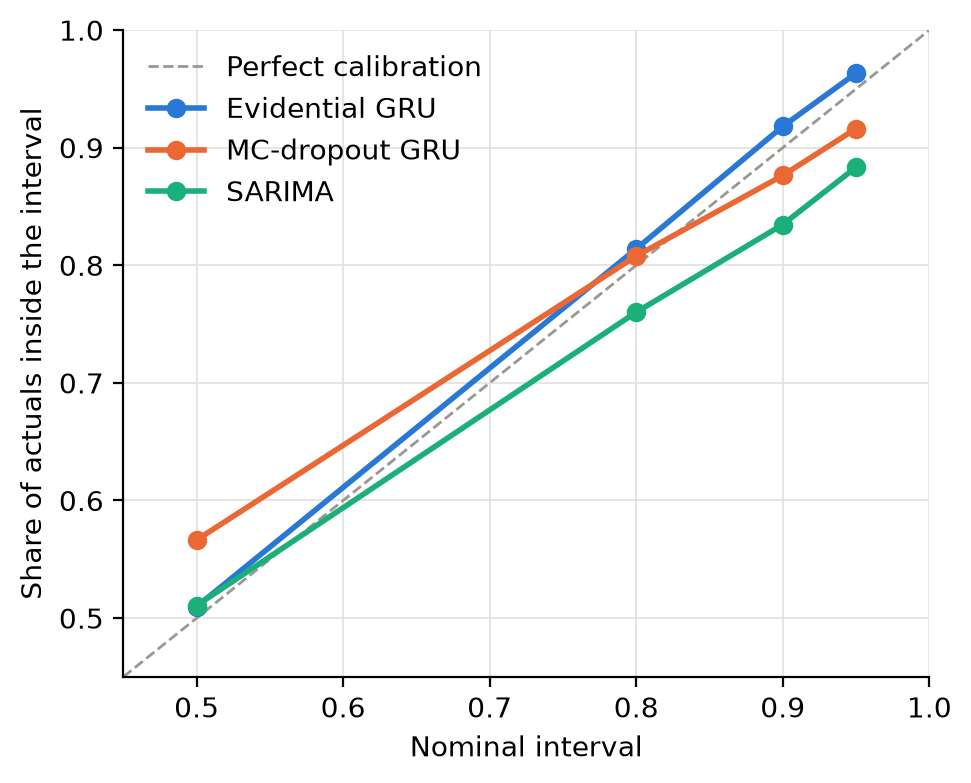 1.0
0.9
0.8
0.7
0.6
0.5
Share of actuals inside the interval
Perfect calibration
Evidential GRU
MC-dropout GRU
SARIMA
0.5 0.6 0.7 0.8 0.9 1.0
Nominal interval